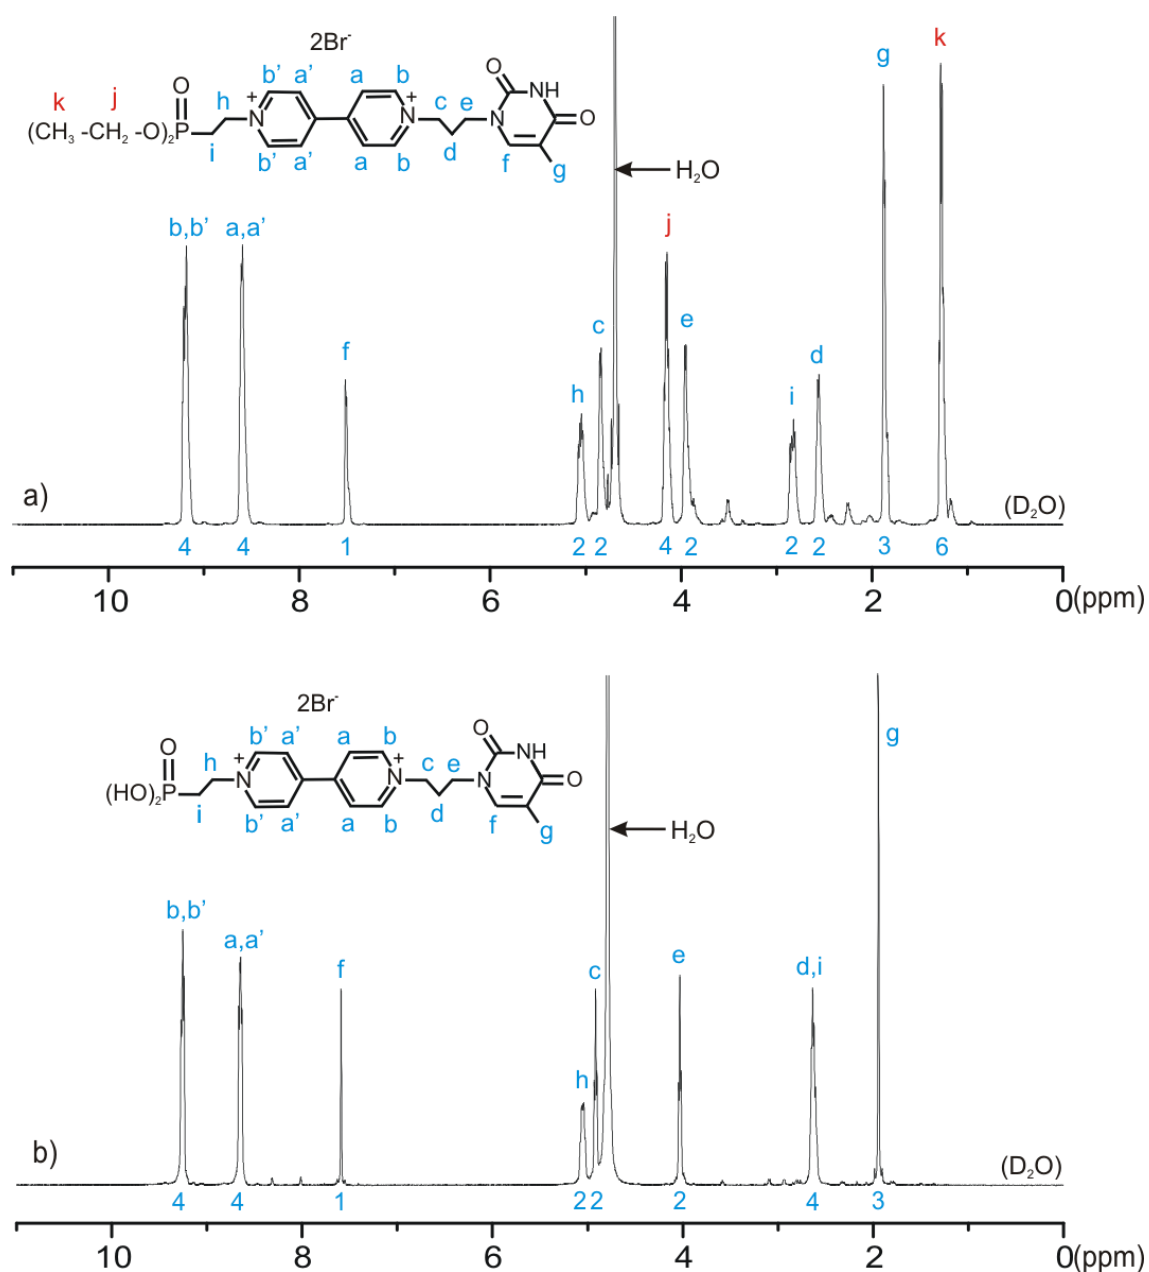 2Br⁻
O b' a' a b O
k j h + + c e NH
(CH₃ -CH₂ -O)₂P N N N O
i b' a' a b d f g
H₂O
k
g
b,b' a,a' j
f h c e i d
a) (D₂O)
4 4 1 2 2 4 2 2 2 3 6
10 8 6 4 2 0(ppm)
2Br⁻
O b' a' a b O
h + + c e NH
(HO)₂P N N N O
i b' a' a b d f g
g
H₂O
b,b' a,a' f h c e d,i
b) (D₂O)
4 4 1 2 2 2 4 3
10 8 6 4 2 0(ppm)